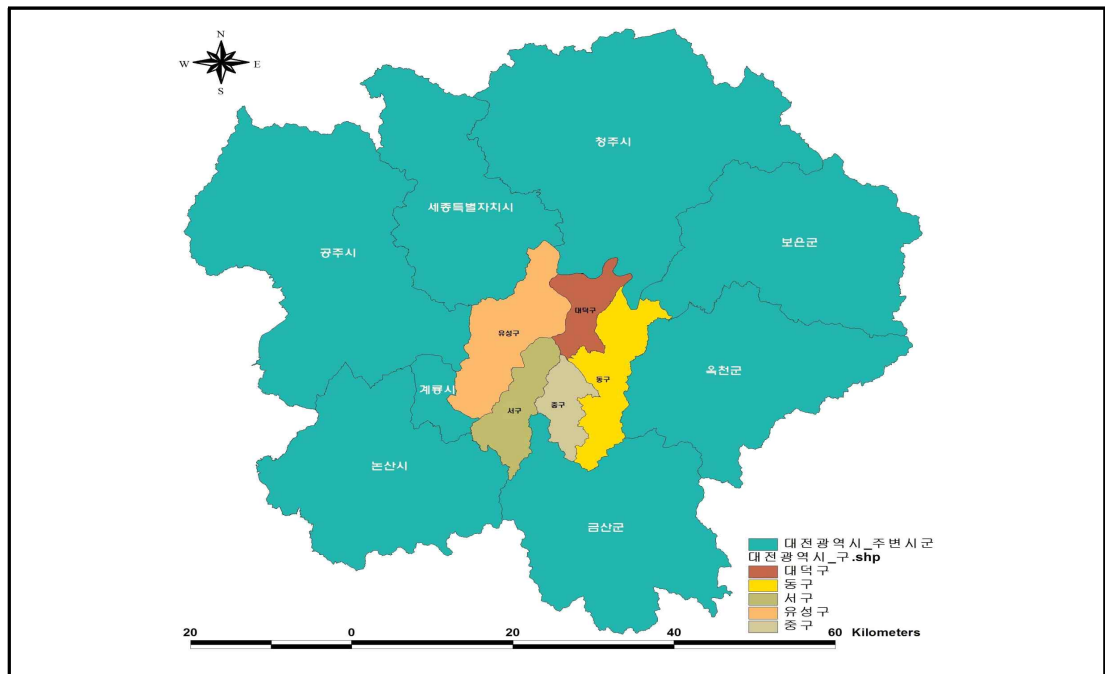 N
W E
S
청주시
세종특별자치시
보은군
공주시
대덕구
유성구
옥천군
계룡시
동구
서구
중구
논산시
금산군
대전광역시_주변시군
대전광역시_구.shp
대덕구
동구
서구
유성구
중구
20 0 20 40 60 Kilometers